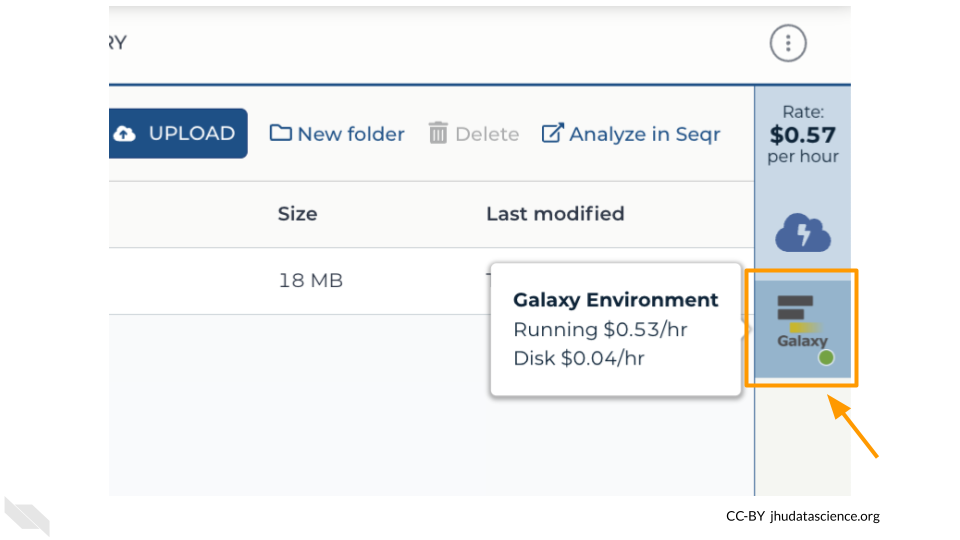 RY
Rate:
$0.57
per hour
UPLOAD New folder Delete Analyze in Seqr
Size Last modified
18 MB
Galaxy Environment
Running $0.53/hr
Disk $0.04/hr
Galaxy
CC-BY jhudatascience.org